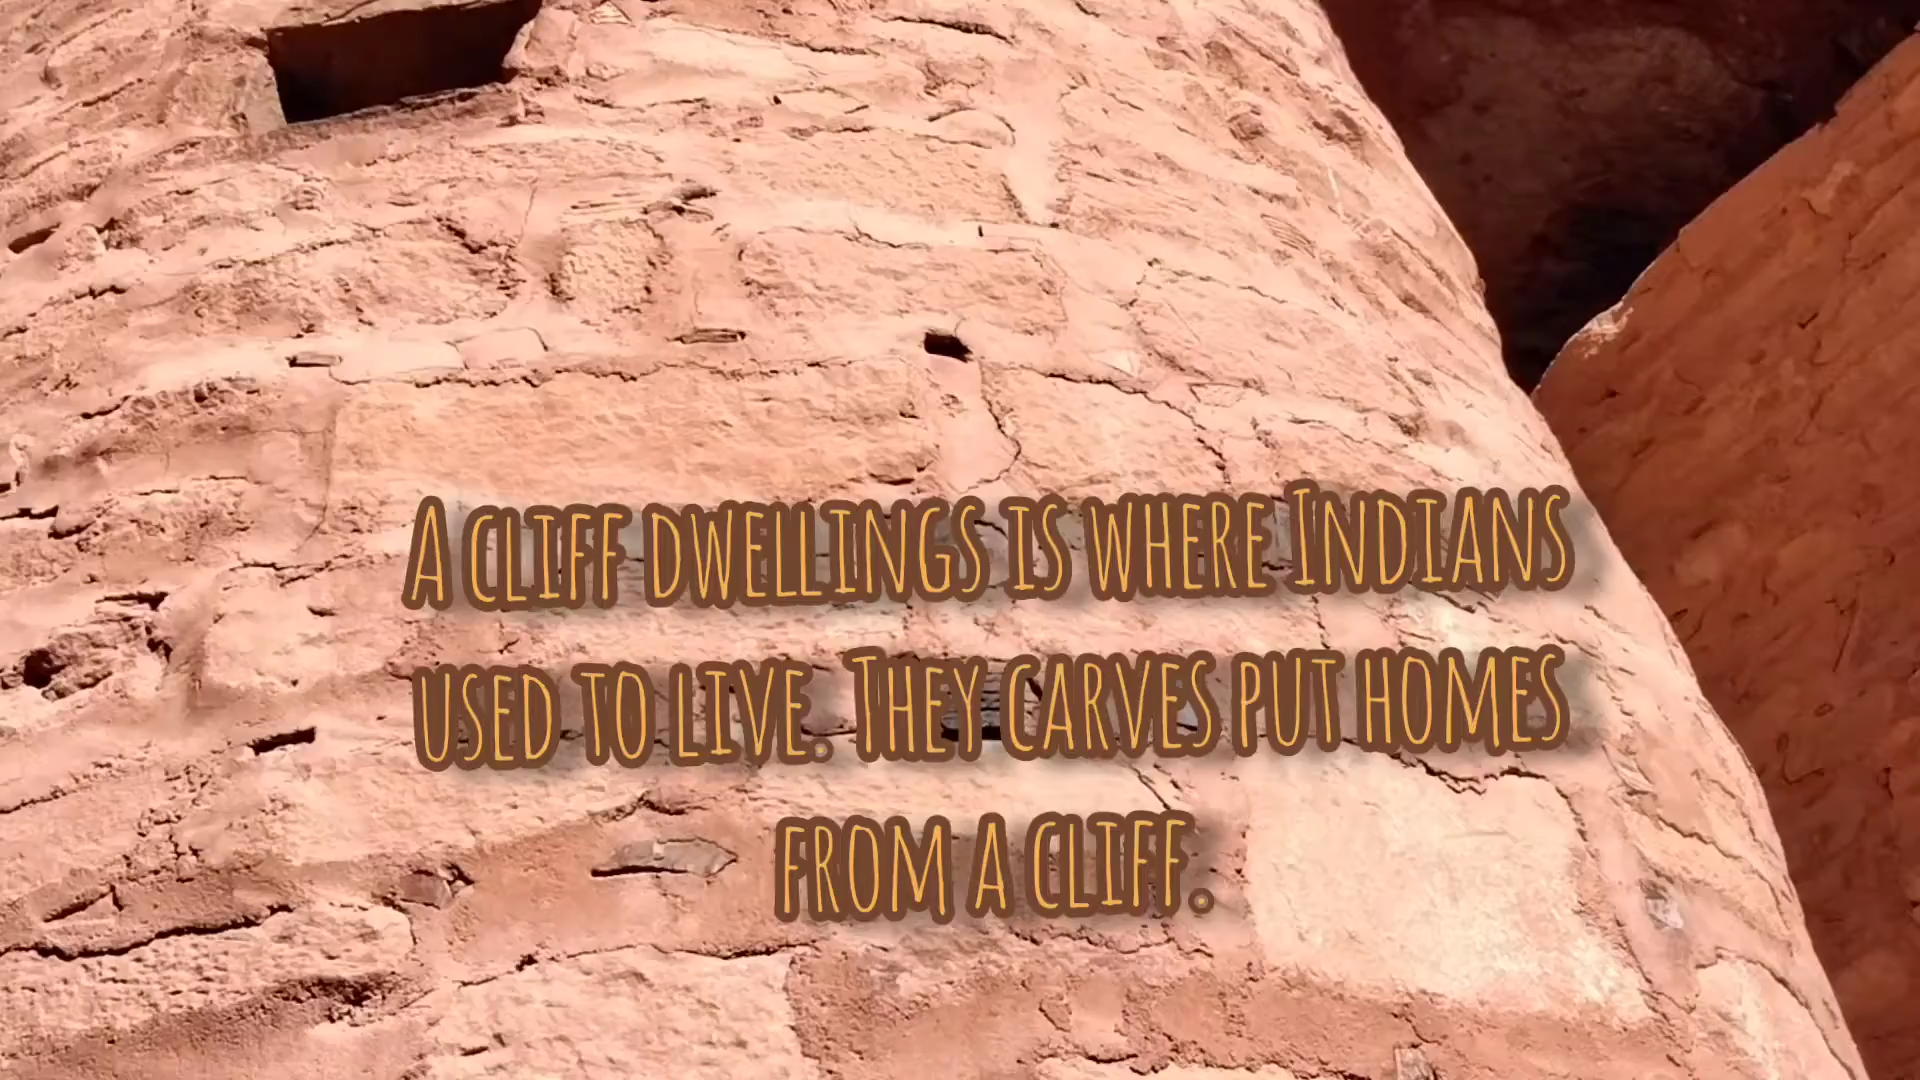 A cliff dwellings is where Indians
used to live. They carves put homes
from a cliff.